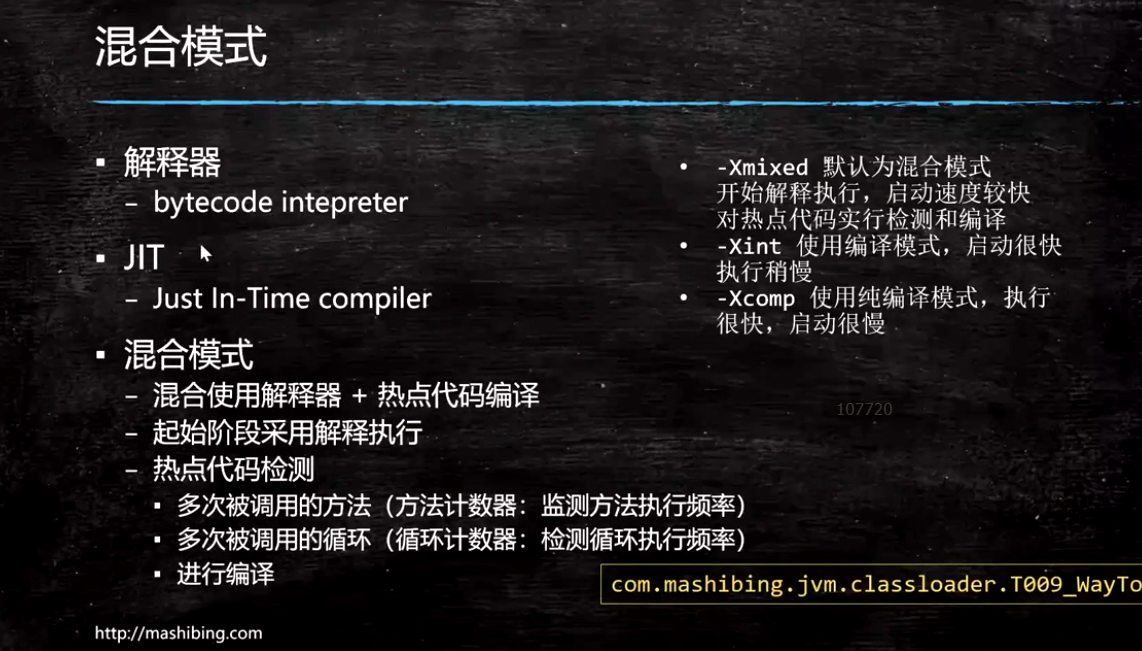 混合模式
▪ 解释器
– bytecode intepreter
▪ JIT
– Just In-Time compiler
▪ 混合模式
– 混合使用解释器 + 热点代码编译
– 起始阶段采用解释执行
– 热点代码检测
▪ 多次被调用的方法（方法计数器：监测方法执行频率）
▪ 多次被调用的循环（循环计数器：检测循环执行频率）
▪ 进行编译
• -Xmixed 默认为混合模式
开始解释执行，启动速度较快
对热点代码实行检测和编译
• -Xint 使用编译模式，启动很快
执行稍慢
• -Xcomp 使用纯编译模式，执行
很快，启动很慢
107720
com.mashibing.jvm.classloader.T009_WayTo
http://mashibing.com